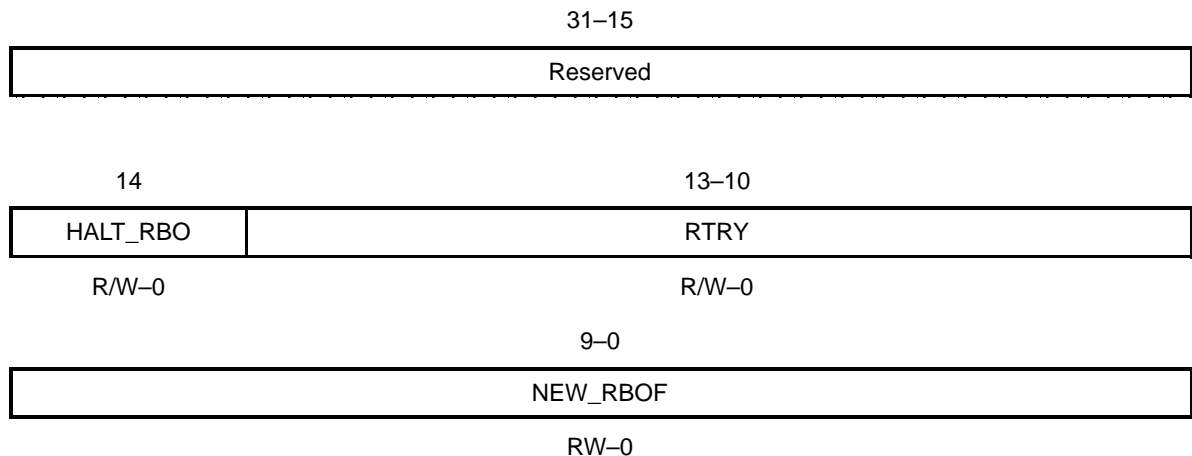 31–15
Reserved
14 13–10
HALT_RBO RTRY
R/W–0 R/W–0
9–0
NEW_RBOF
RW–0